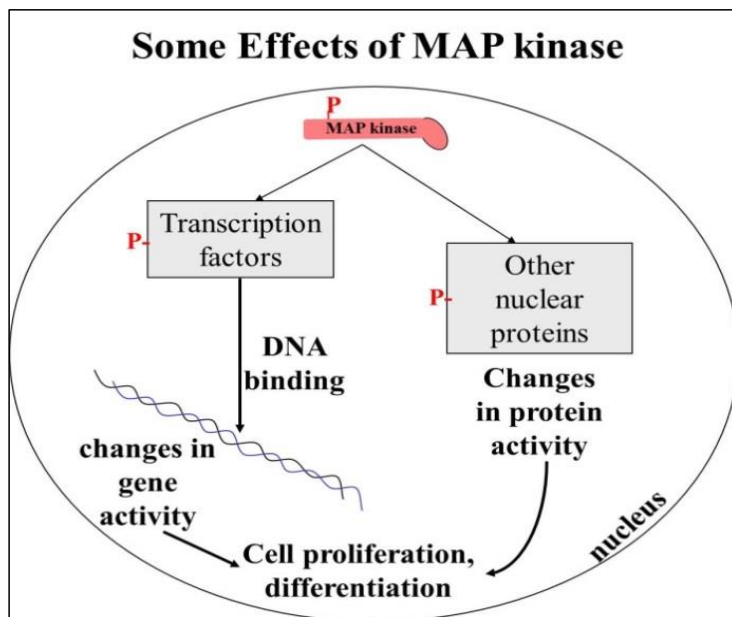 Some Effects of MAP kinase
P
MAP kinase
P-
Transcription
factors
P-
Other
nuclear
proteins
DNA
binding
Changes
in protein
activity
changes in
gene
activity
Cell proliferation,
differentiation
nucleus